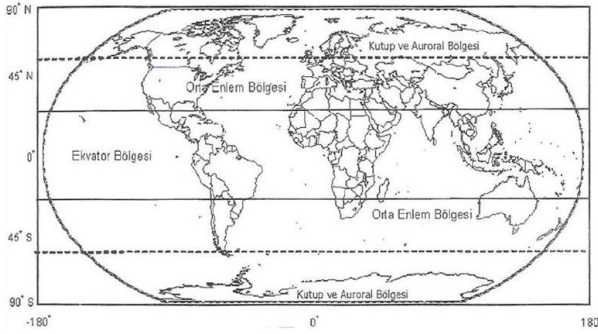 90° N
Kutup ve Auroral Bölgesi
45° N
Orta Enlem Bölgesi
0°
Ekvator Bölgesi
Orta Enlem Bölgesi
45° S
Kutup ve Auroral Bölgesi
90° S
-180°
0°
180